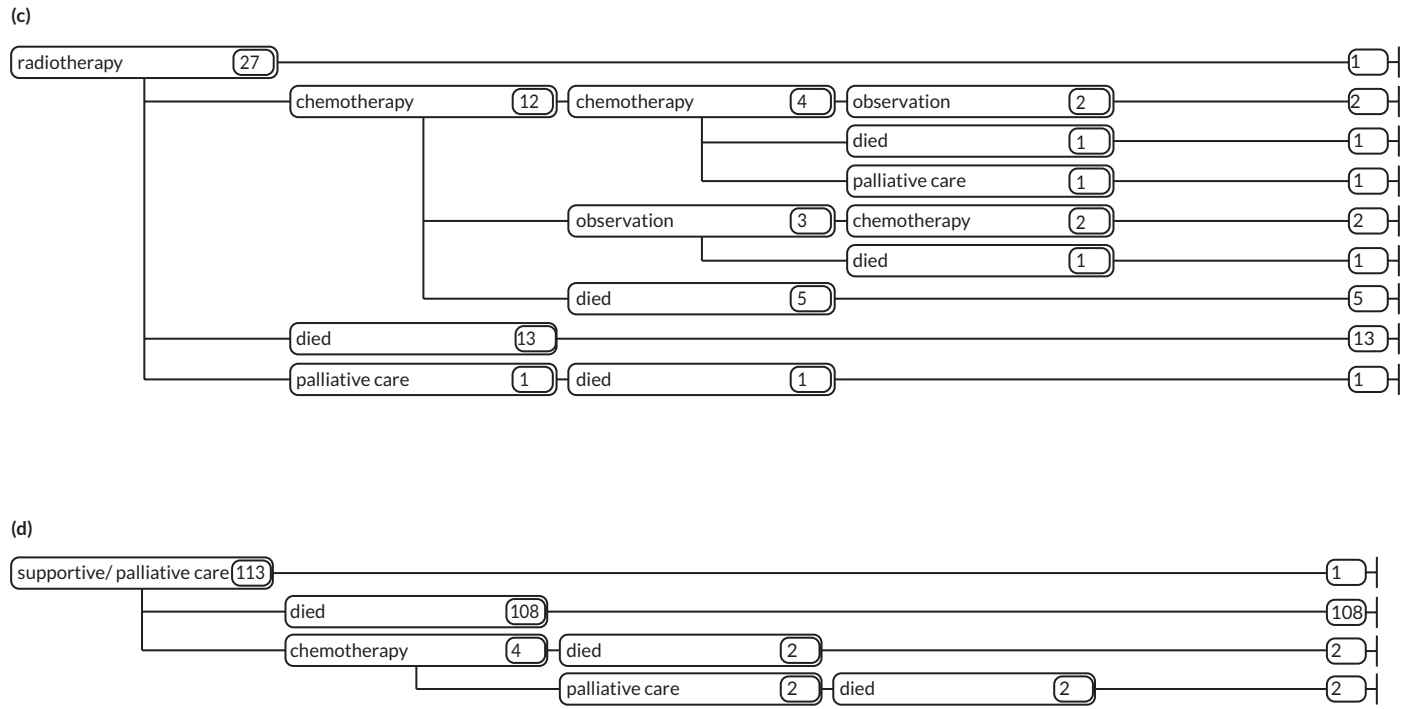 (c)
radiotherapy 27 1
chemotherapy 12 chemotherapy 4 observation 2 2
died 1 1
palliative care 1 1
observation 3 chemotherapy 2 2
died 1 1
died 5 5
died 13 13
palliative care 1 died 1 1
(d)
supportive/ palliative care 113 1
died 108 108
chemotherapy 4 died 2 2
palliative care 2 died 2 2